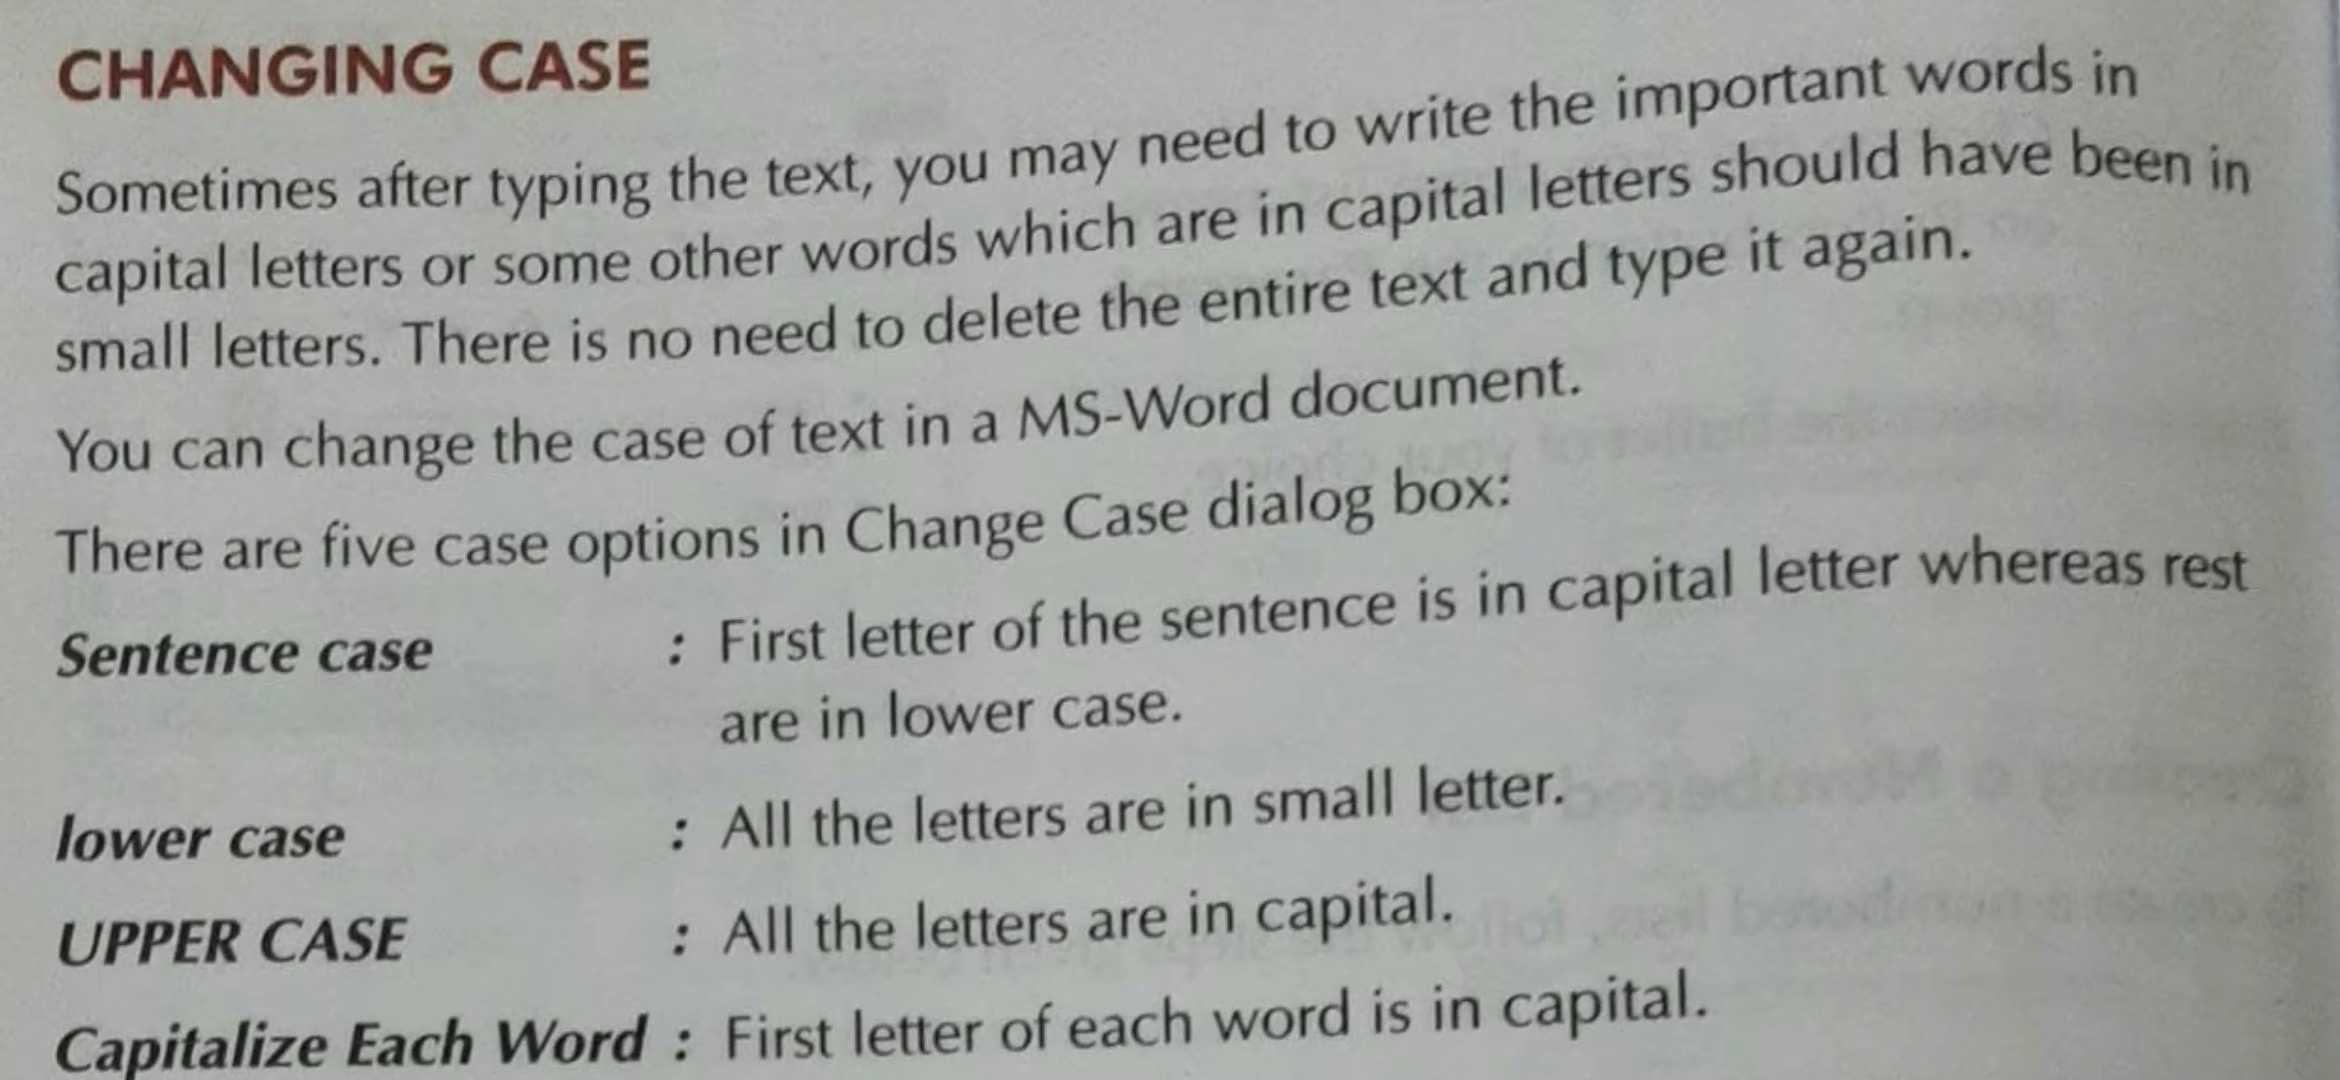 CHANGING CASE
Sometimes after typing the text, you may need to write the important words in
capital letters or some other words which are in capital letters should have been in
small letters. There is no need to delete the entire text and type it again.
You can change the case of text in a MS-Word document.
There are five case options in Change Case dialog box:
Sentence case : First letter of the sentence is in capital letter whereas rest
are in lower case.
lower case : All the letters are in small letter.
UPPER CASE : All the letters are in capital.
Capitalize Each Word : First letter of each word is in capital.